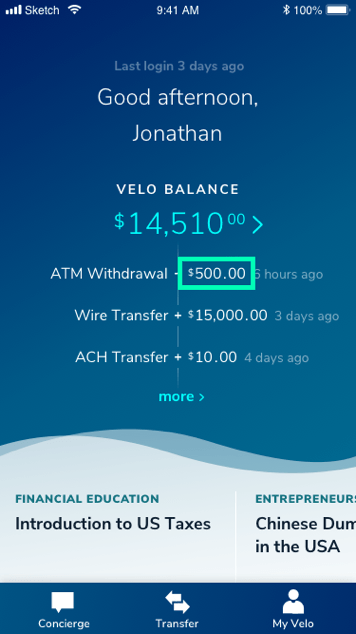 Sketch 9:41 AM 100%
Last login 3 days ago
Good afternoon,
Jonathan
VELO BALANCE
$14,510.00 >
ATM Withdrawal - $500.00 6 hours ago
Wire Transfer + $15,000.00 3 days ago
ACH Transfer + $10.00 4 days ago
more >
FINANCIAL EDUCATION
Introduction to US Taxes
ENTREPRENEURS
Chinese Dum
in the USA
Concierge Transfer My Velo